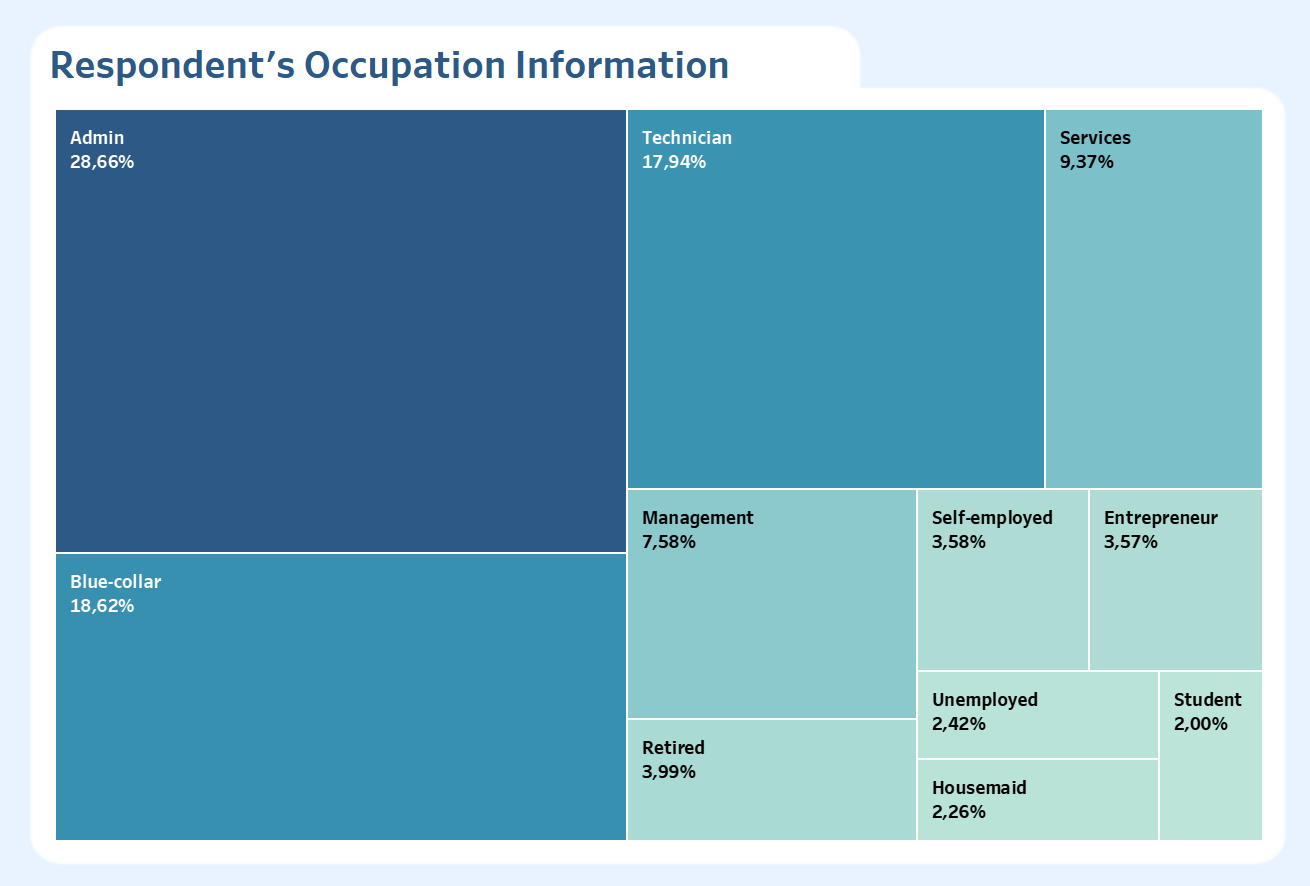 Respondent’s Occupation Information
Admin
28,66%
Blue-collar
18,62%
Technician
17,94%
Services
9,37%
Management
7,58%
Retired
3,99%
Self-employed
3,58%
Entrepreneur
3,57%
Unemployed
2,42%
Housemaid
2,26%
Student
2,00%